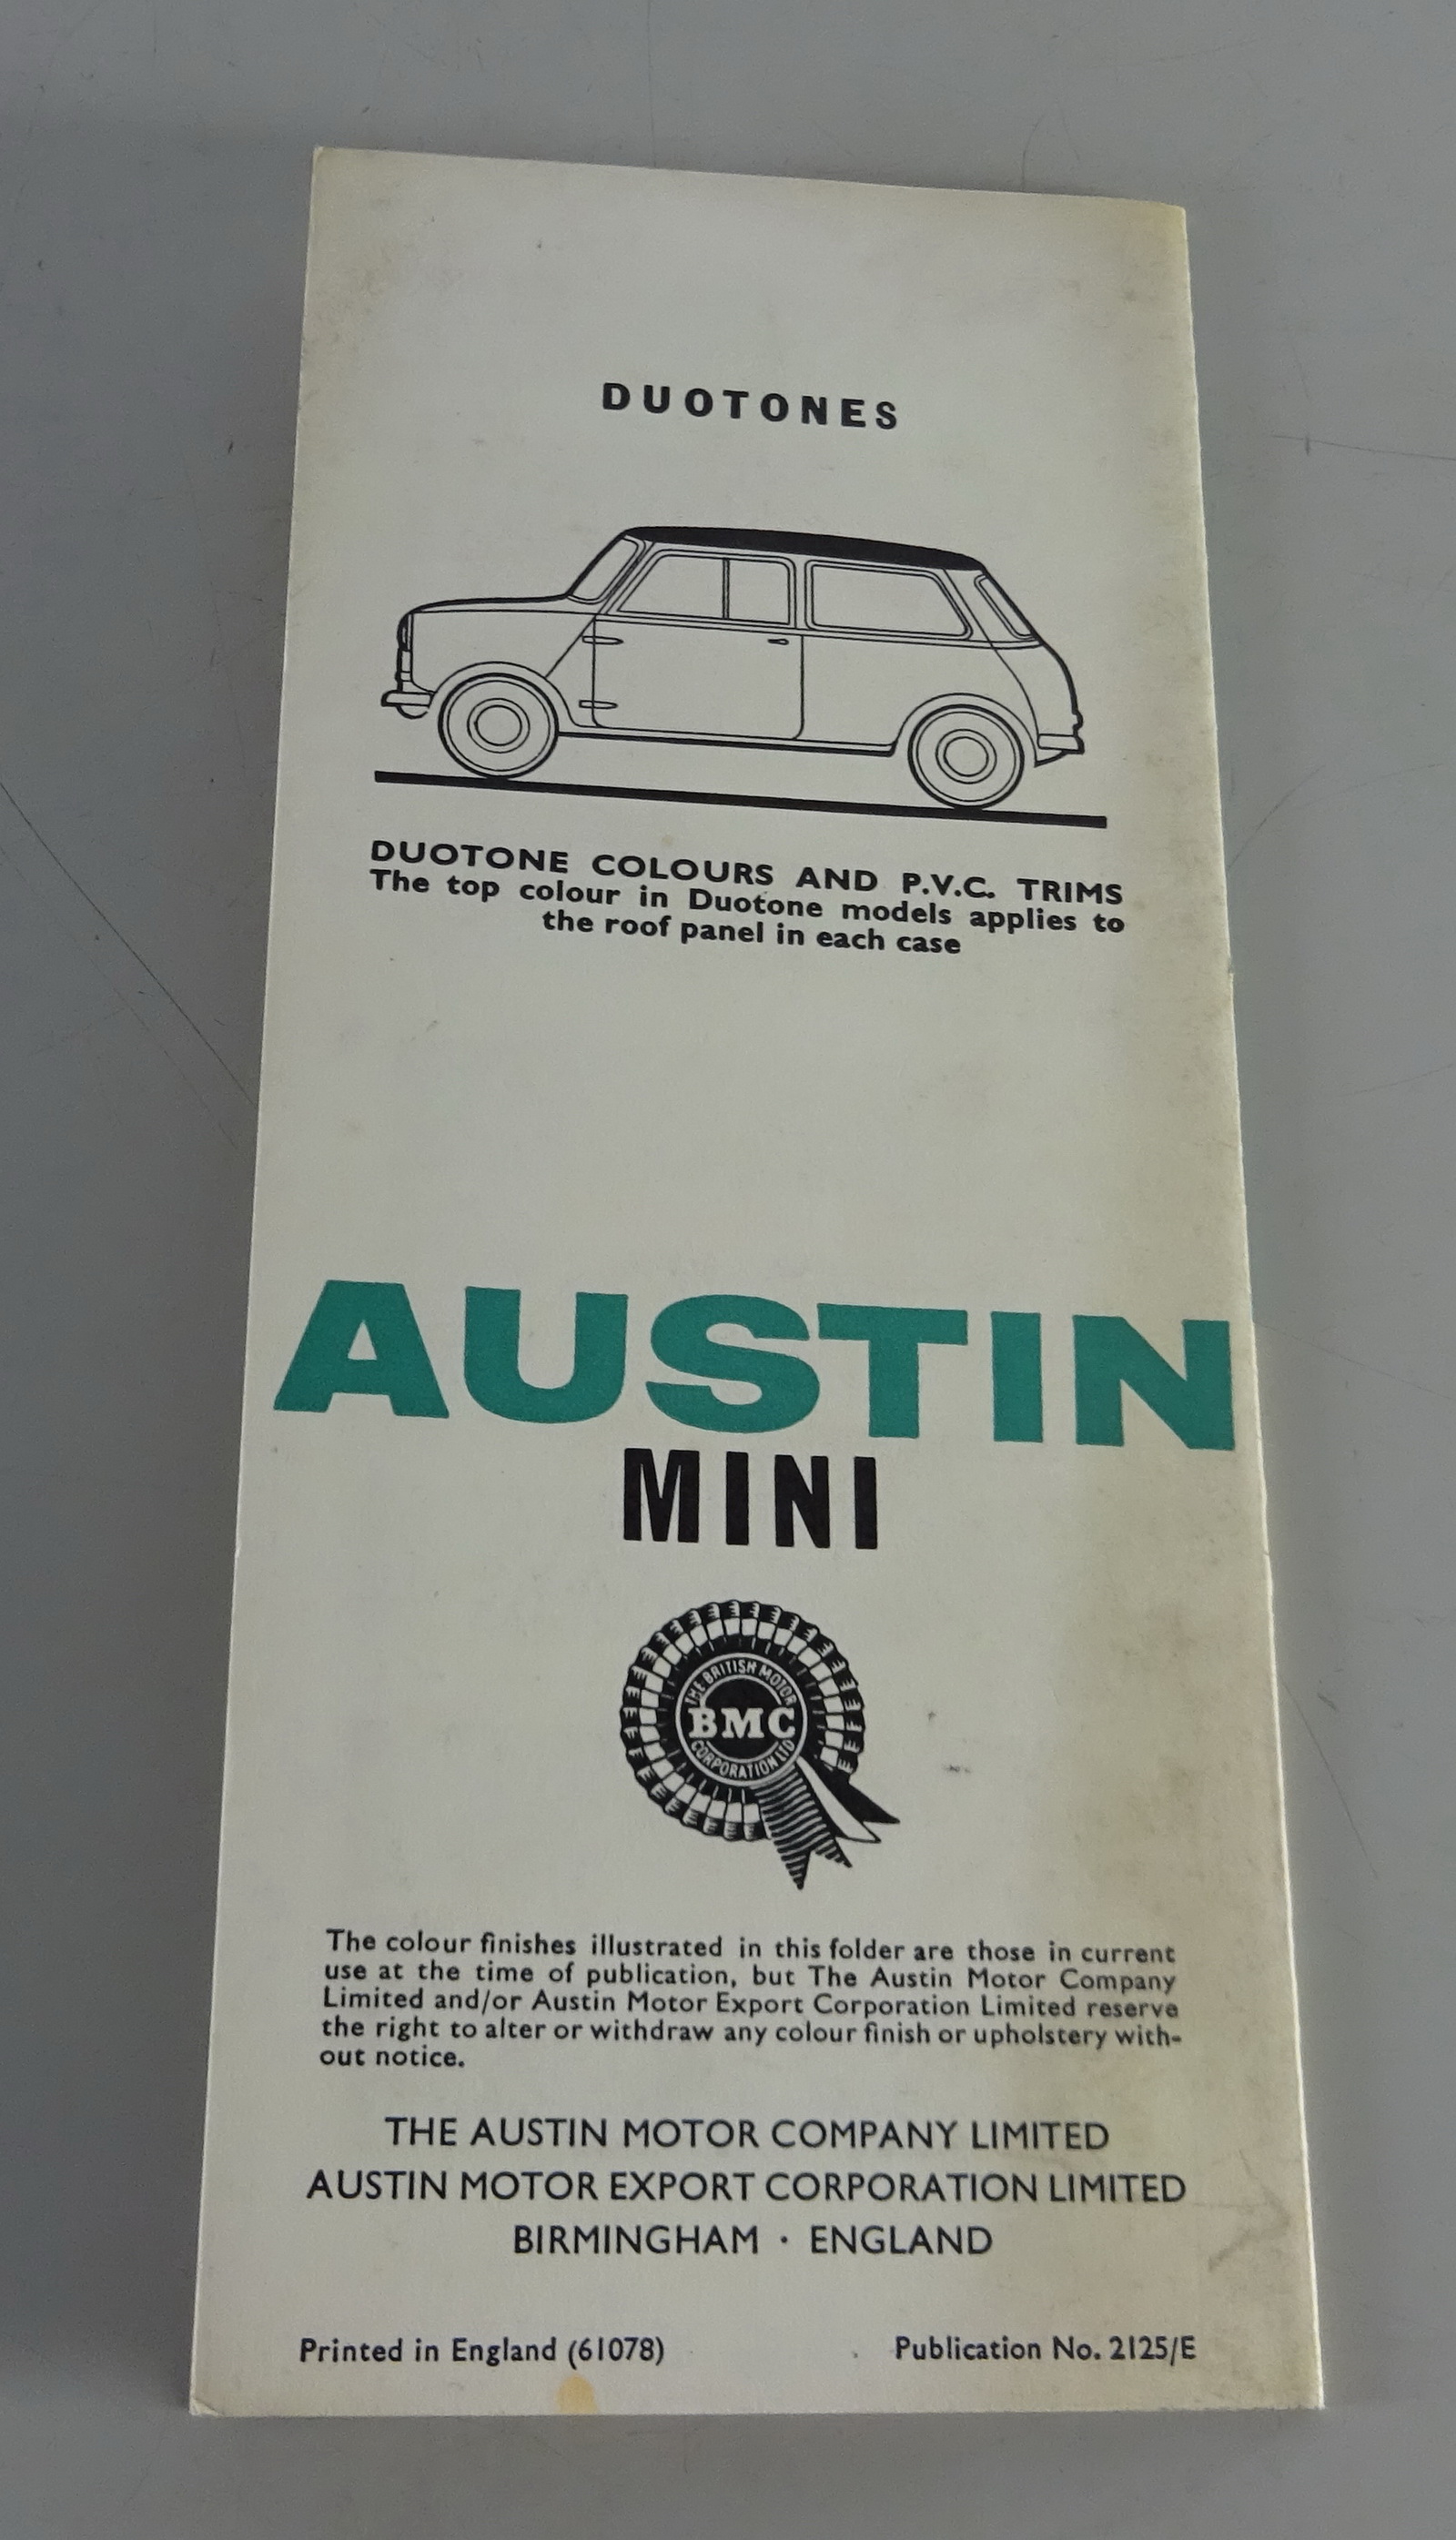 DUOTONES
DUOTONE COLOURS AND P.V.C. TRIMS
The top colour in Duotone models applies to
the roof panel in each case
AUSTIN
MINI
THE BRITISH MOTOR
BMC
CORPORATION LTD
The colour finishes illustrated in this folder are those in current
use at the time of publication, but The Austin Motor Company
Limited and/or Austin Motor Export Corporation Limited reserve
the right to alter or withdraw any colour finish or upholstery with-
out notice.
THE AUSTIN MOTOR COMPANY LIMITED
AUSTIN MOTOR EXPORT CORPORATION LIMITED
BIRMINGHAM · ENGLAND
Printed in England (61078)
Publication No. 2125/E